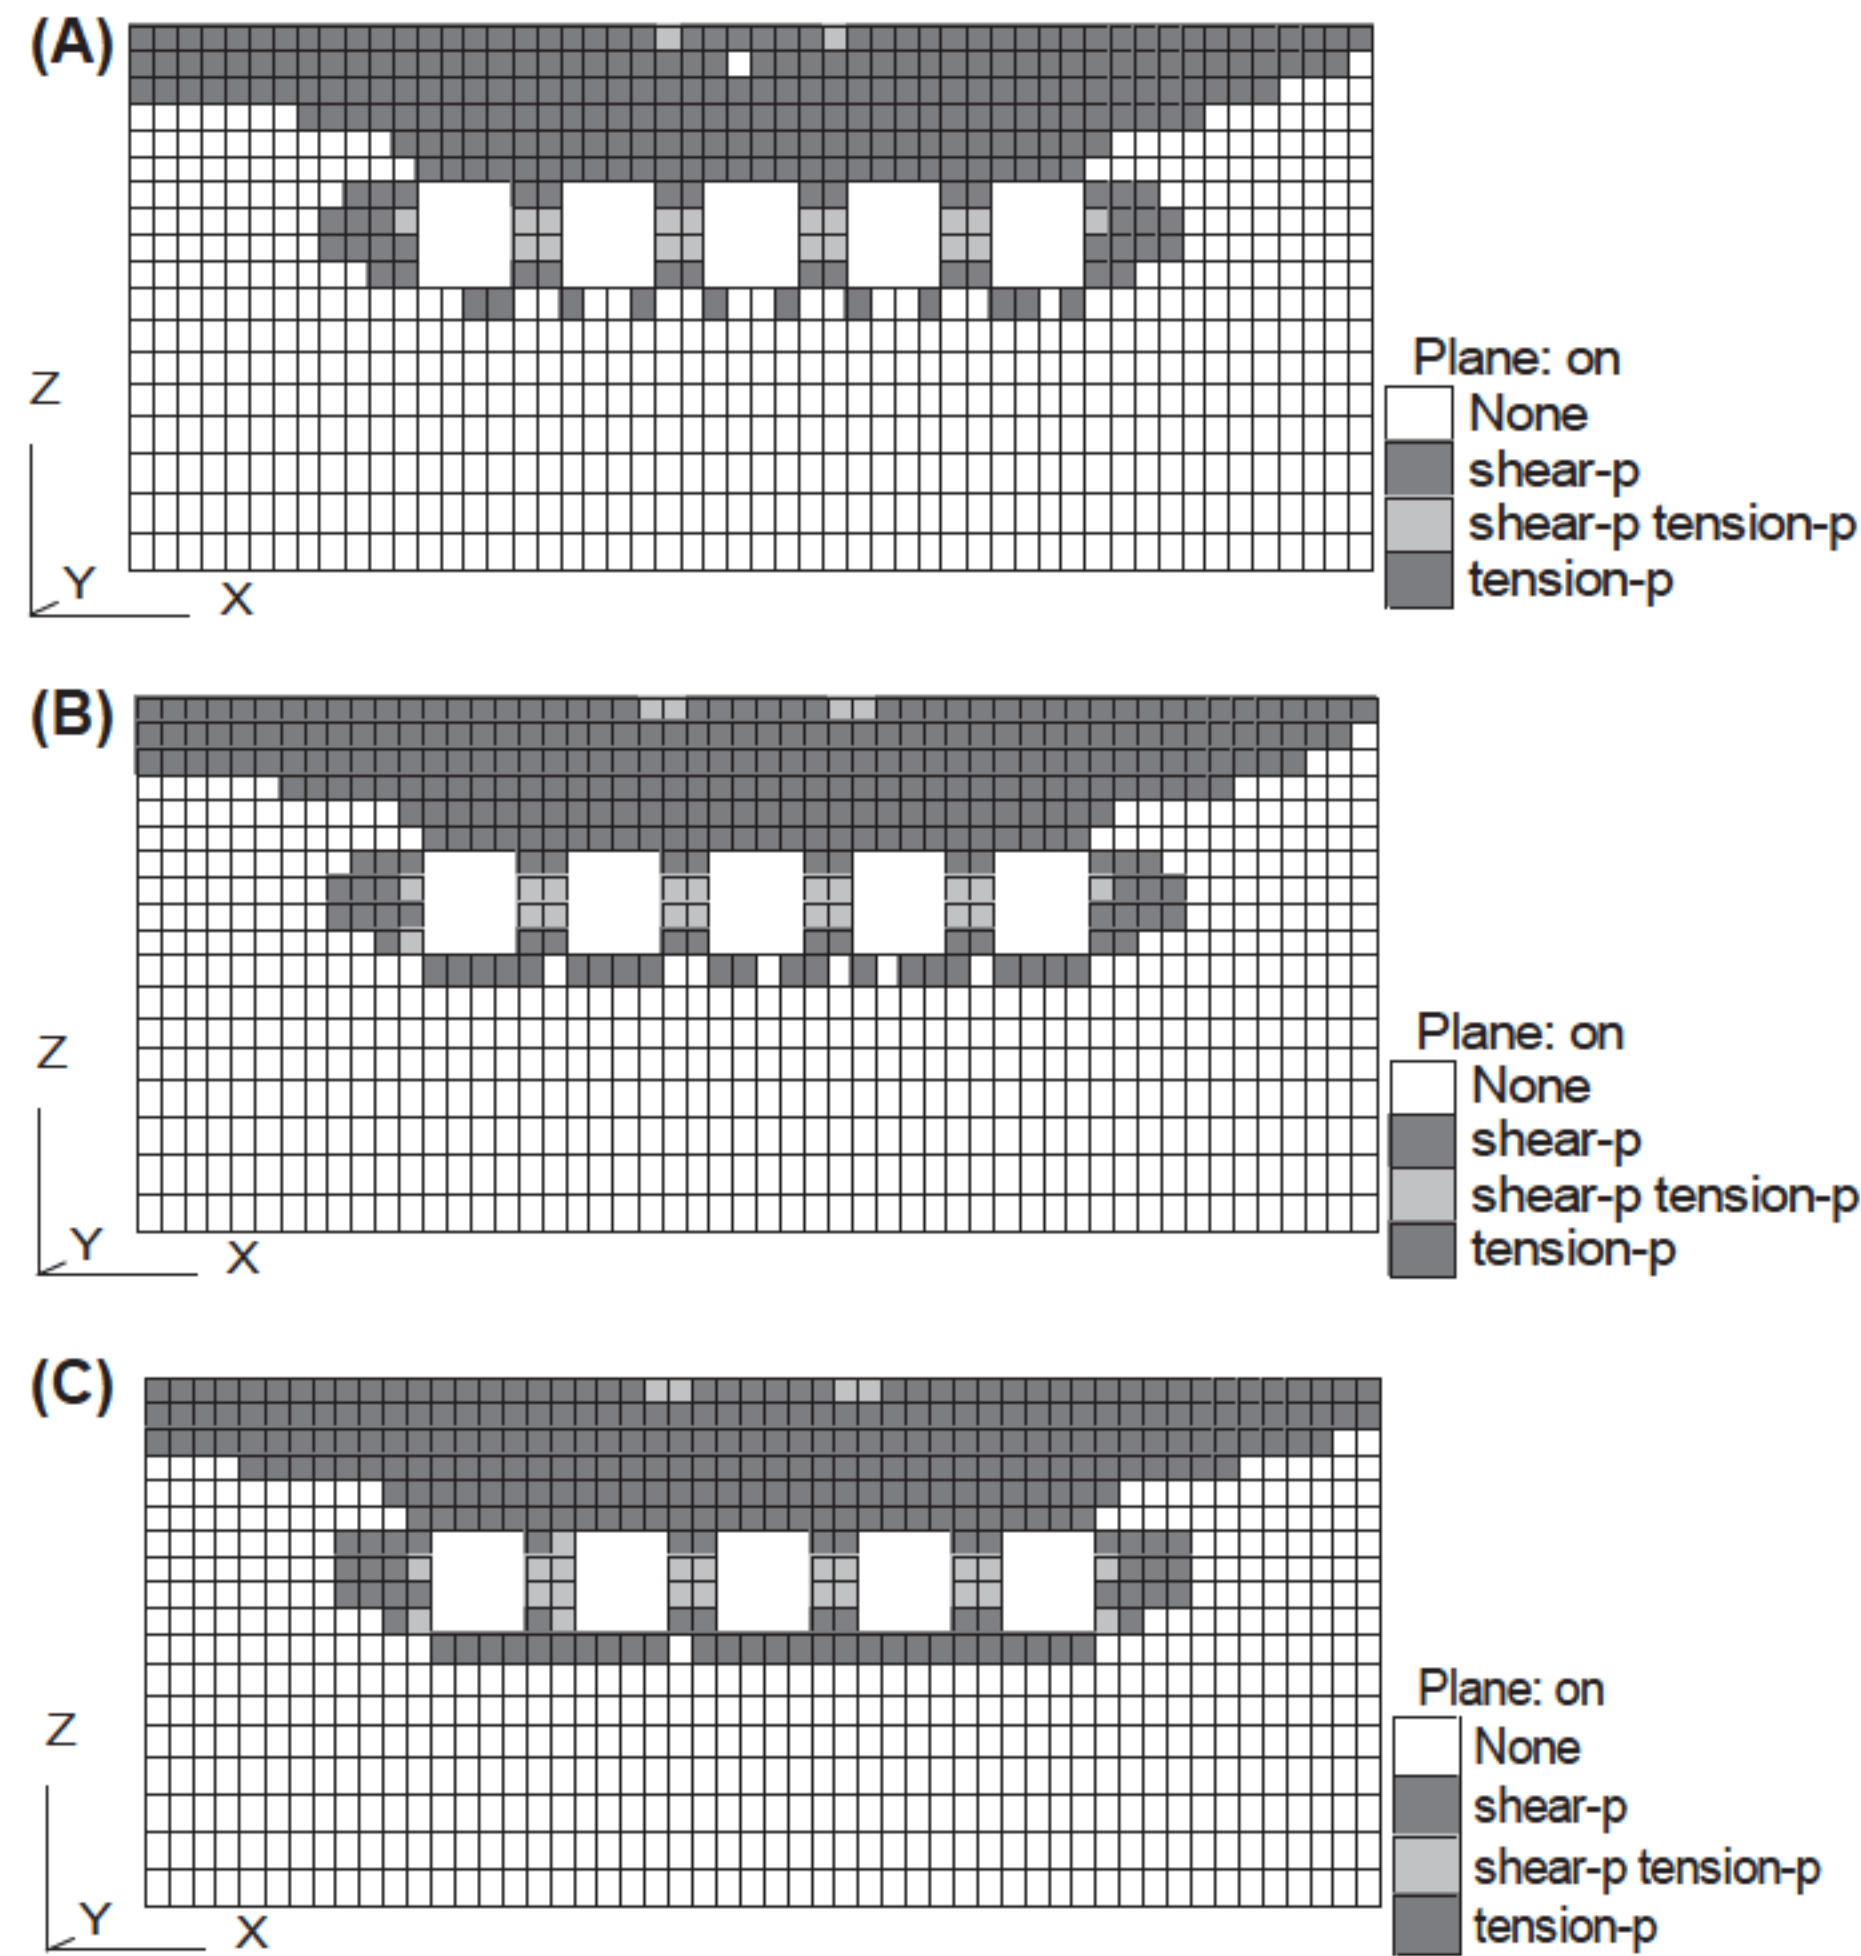 (A)
Z
Y
X
Plane: on
None
shear-p
shear-p tension-p
tension-p
(B)
Z
Y
X
Plane: on
None
shear-p
shear-p tension-p
tension-p
(C)
Z
Y
X
Plane: on
None
shear-p
shear-p tension-p
tension-p